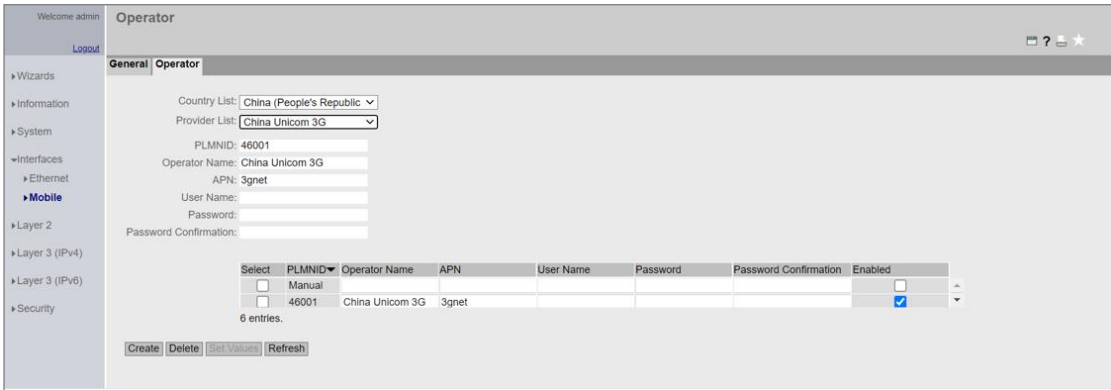 Welcome admin
Logout
Wizards
Information
System
Interfaces
Ethernet
Mobile
Layer 2
Layer 3 (IPv4)
Layer 3 (IPv6)
Security
Operator
?
General Operator
Country List: China (People's Republic
Provider List: China Unicom 3G
PLMNID: 46001
Operator Name: China Unicom 3G
APN: 3gnet
User Name:
Password:
Password Confirmation:
Select PLMNID Operator Name APN User Name Password Password Confirmation Enabled
Manual
46001 China Unicom 3G 3gnet
6 entries.
Create Delete Set Values Refresh